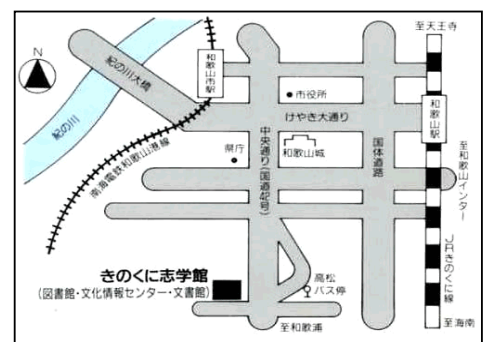 至天王寺
N
紀の川大橋
和歌山市駅
市役所
和歌山駅
けやき大通り
紀の川
県庁
和歌山城
中央通り(国道42号)
国体道路
至和歌山インター
南海電鉄和歌山港線
JRきのくに線
きのくに志学館
(図書館・文化情報センター・文書館)
高松
バス停
至和歌浦
至海南